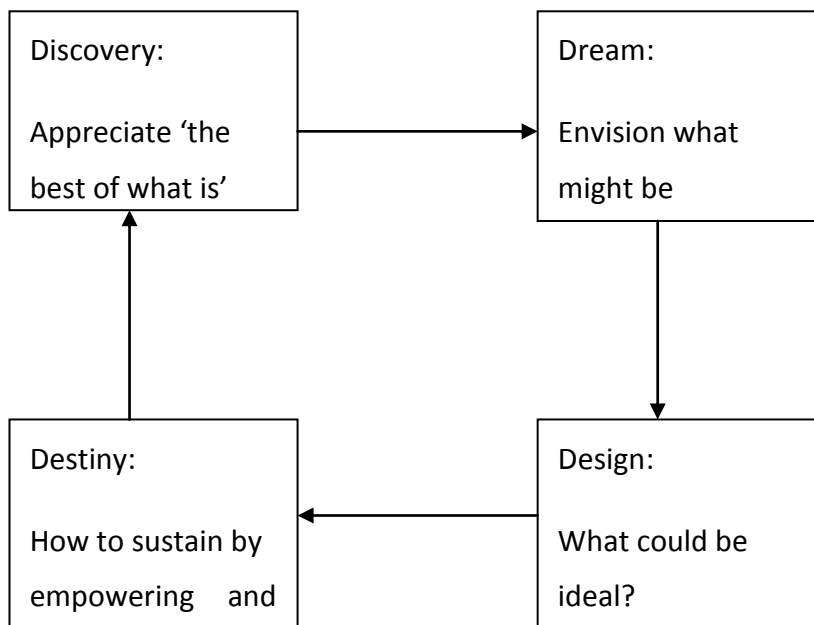 Discovery:
Appreciate ‘the
best of what is’
Dream:
Envision what
might be
Design:
What could be
ideal?
Destiny:
How to sustain by
empowering and